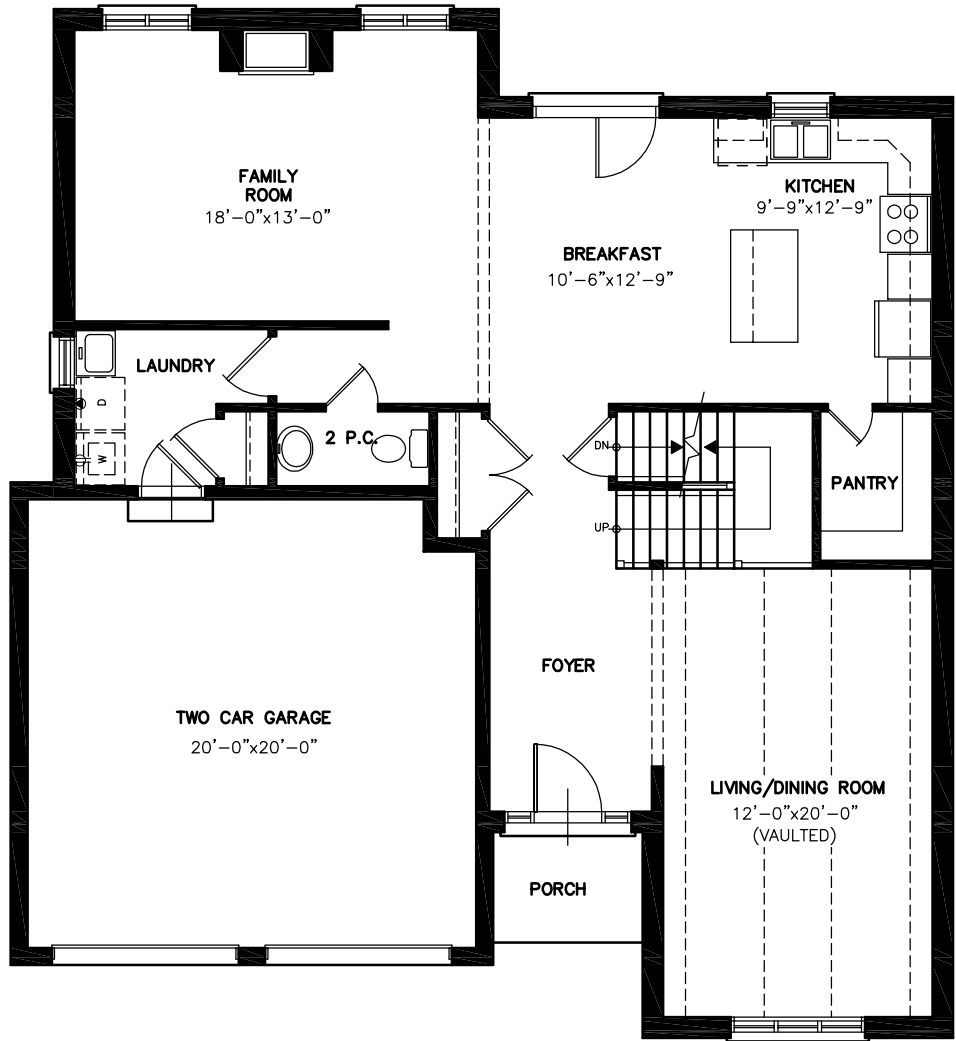 FAMILY
ROOM
18'-0"x13'-0"
KITCHEN
9'-9"x12'-9"
BREAKFAST
10'-6"x12'-9"
LAUNDRY
D
W
2 P.C.
DN
UP
PANTRY
FOYER
TWO CAR GARAGE
20'-0"x20'-0"
LIVING/DINING ROOM
12'-0"x20'-0"
(VAULTED)
PORCH